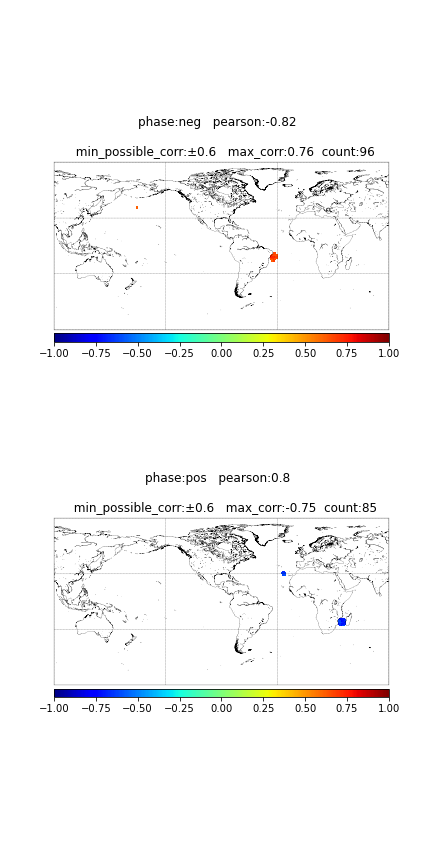 phase:neg   pearson:-0.82
min_possible_corr:±0.6   max_corr:0.76  count:96
−1.00 −0.75 −0.50 −0.25 0.00 0.25 0.50 0.75 1.00
phase:pos   pearson:0.8
min_possible_corr:±0.6   max_corr:-0.75  count:85
−1.00 −0.75 −0.50 −0.25 0.00 0.25 0.50 0.75 1.00